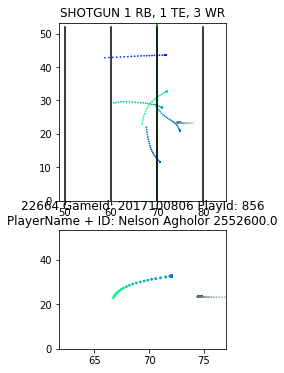 SHOTGUN 1 RB, 1 TE, 3 WR
50
40
30
20
10
0
50 60 70 80
22664 GameId: 2017100806 PlayId: 856
PlayerName + ID: Nelson Agholor 2552600.0
40
20
0
65 70 75